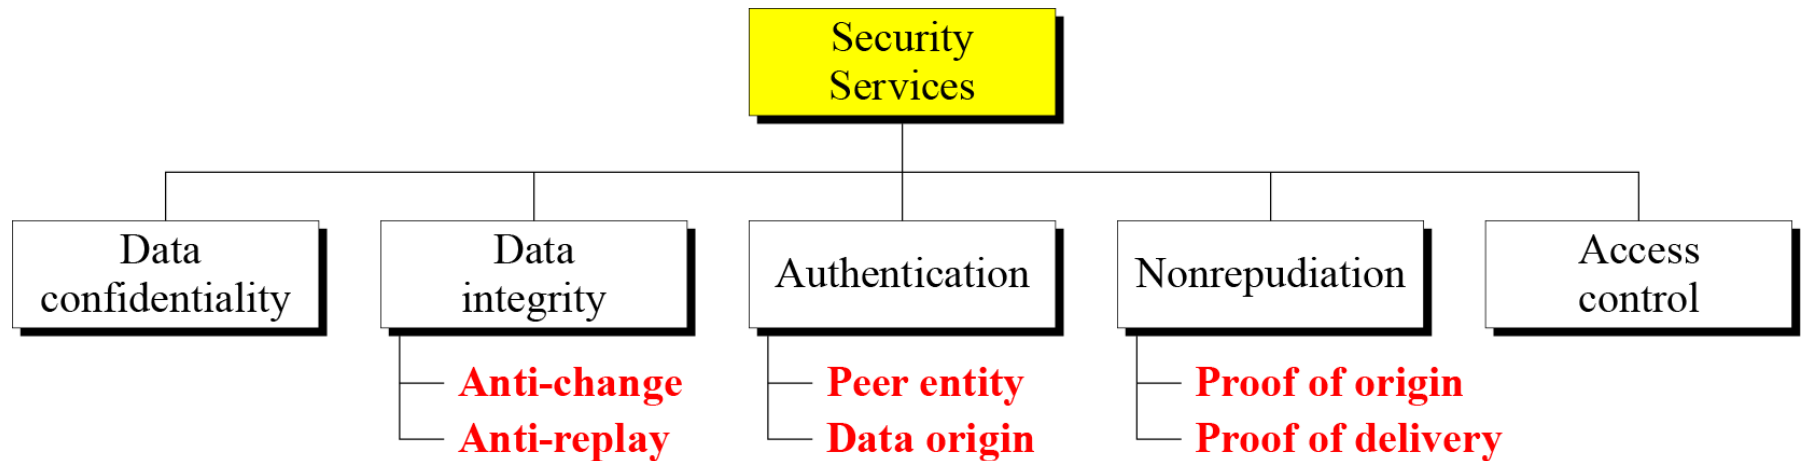 Security
Services
Data
confidentiality
Data
integrity
Authentication
Nonrepudiation
Access
control
Anti-change
Anti-replay
Peer entity
Data origin
Proof of origin
Proof of delivery